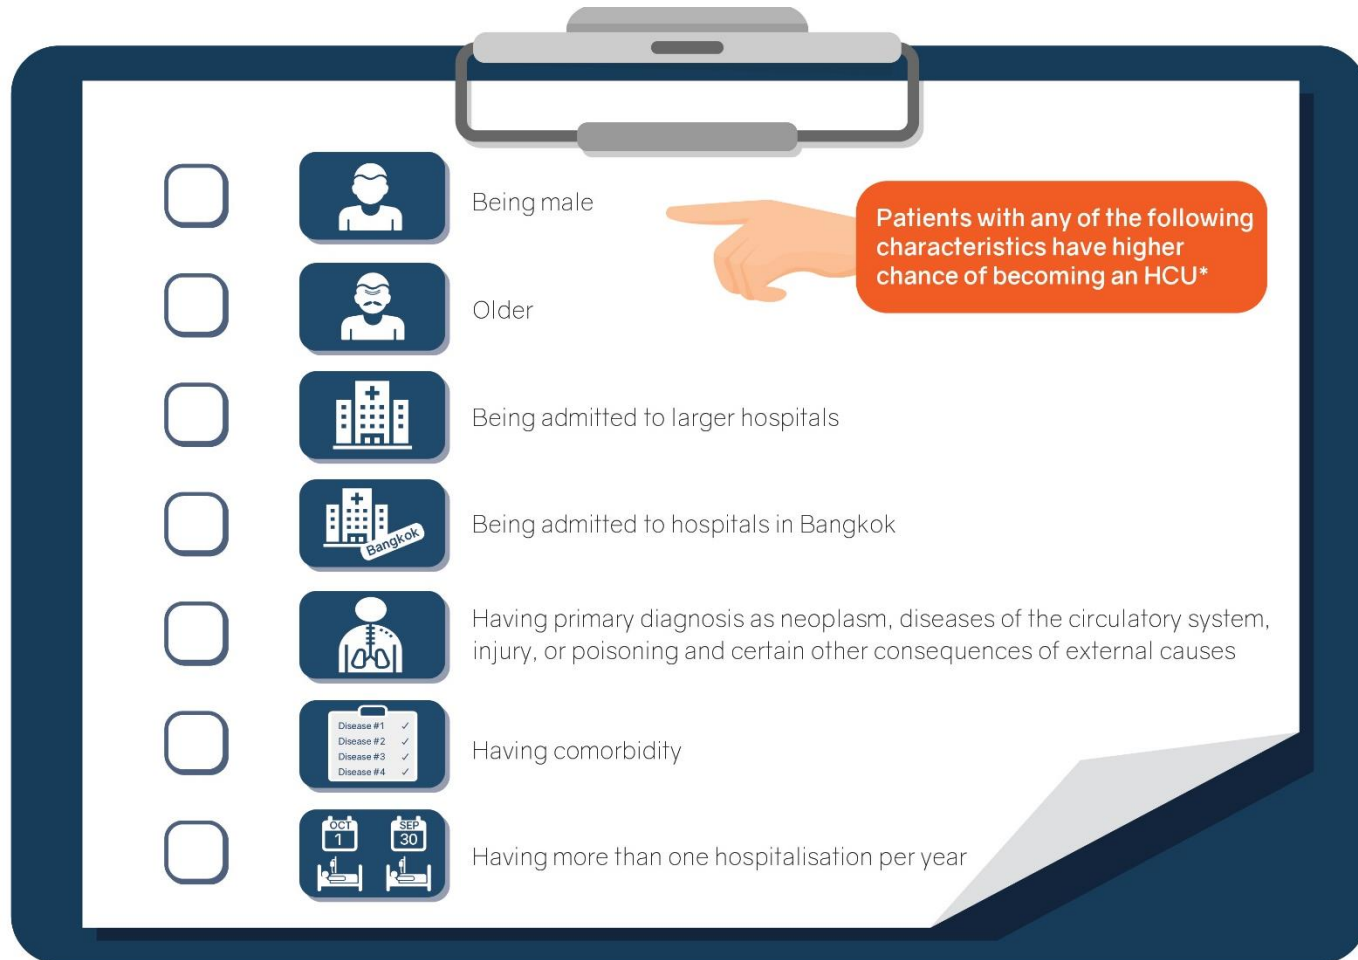 Being male
Patients with any of the following
characteristics have higher
chance of becoming an HCU*
Older
Being admitted to larger hospitals
Bangkok
Being admitted to hospitals in Bangkok
Having primary diagnosis as neoplasm, diseases of the circulatory system,
injury, or poisoning and certain other consequences of external causes
Disease #1 ✓
Disease #2 ✓
Disease #3 ✓
Disease #4 ✓
Having comorbidity
OCT
1
SEP
30
Having more than one hospitalisation per year